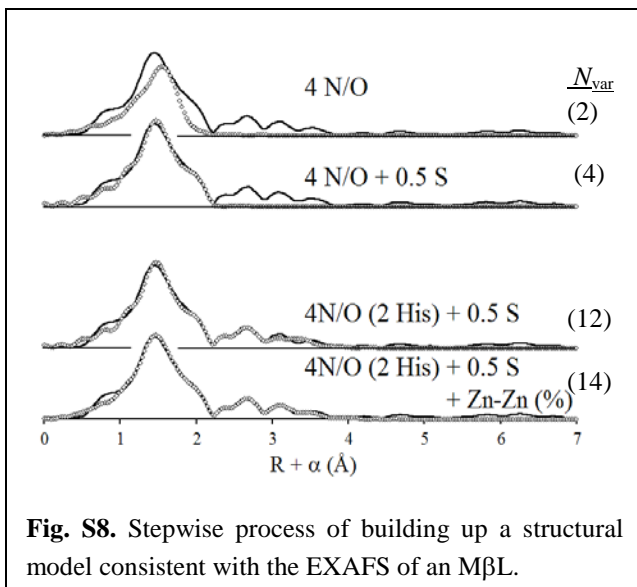 4 N/O
N var
(2)
4 N/O + 0.5 S
(4)
4N/O (2 His) + 0.5 S
(12)
4N/O (2 His) + 0.5 S
+ Zn-Zn (%)
(14)
0 1 2 3 4 5 6 7
R + α (Å)
Fig. S8. Stepwise process of building up a structural
model consistent with the EXAFS of an MβL.